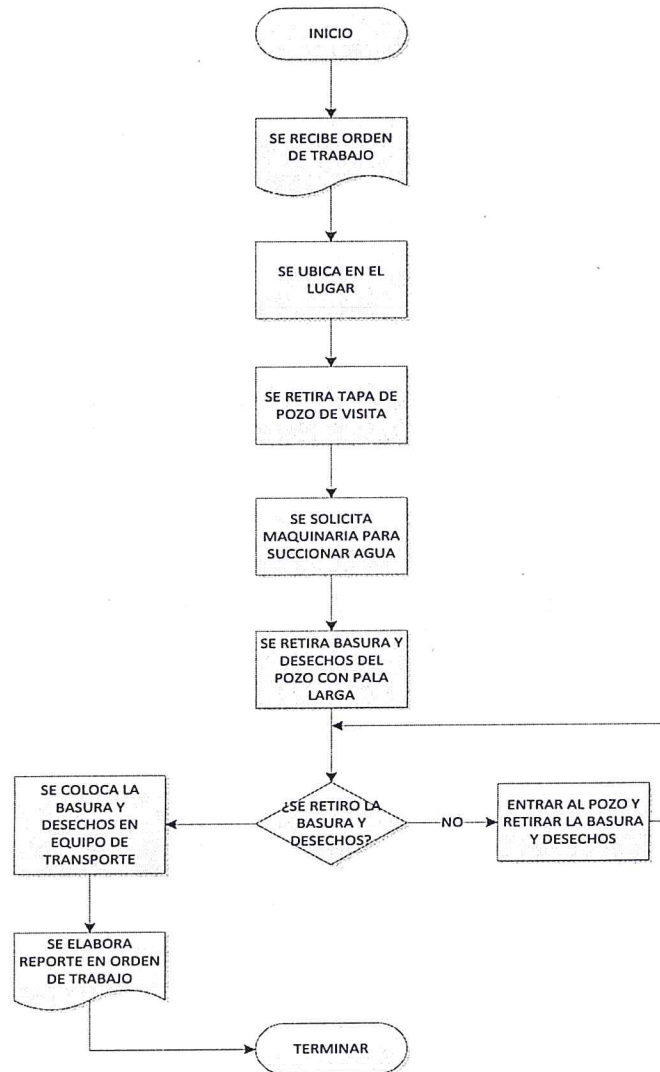 INICIO
SE RECIBE ORDEN
DE TRABAJO
SE UBICA EN EL
LUGAR
SE RETIRA TAPA DE
POZO DE VISITA
SE SOLICITA
MAQUINARIA PARA
SUCCIONAR AGUA
SE RETIRA BASURA Y
DESECHOS DEL
POZO CON PALA
LARGA
¿SE RETIRO LA
BASURA Y
DESECHOS?
NO
ENTRAR AL POZO Y
RETIRAR LA BASURA
Y DESECHOS
SE COLOCA LA
BASURA Y
DESECHOS EN
EQUIPO DE
TRANSPORTE
SE ELABORA
REPORTE EN ORDEN
DE TRABAJO
TERMINAR